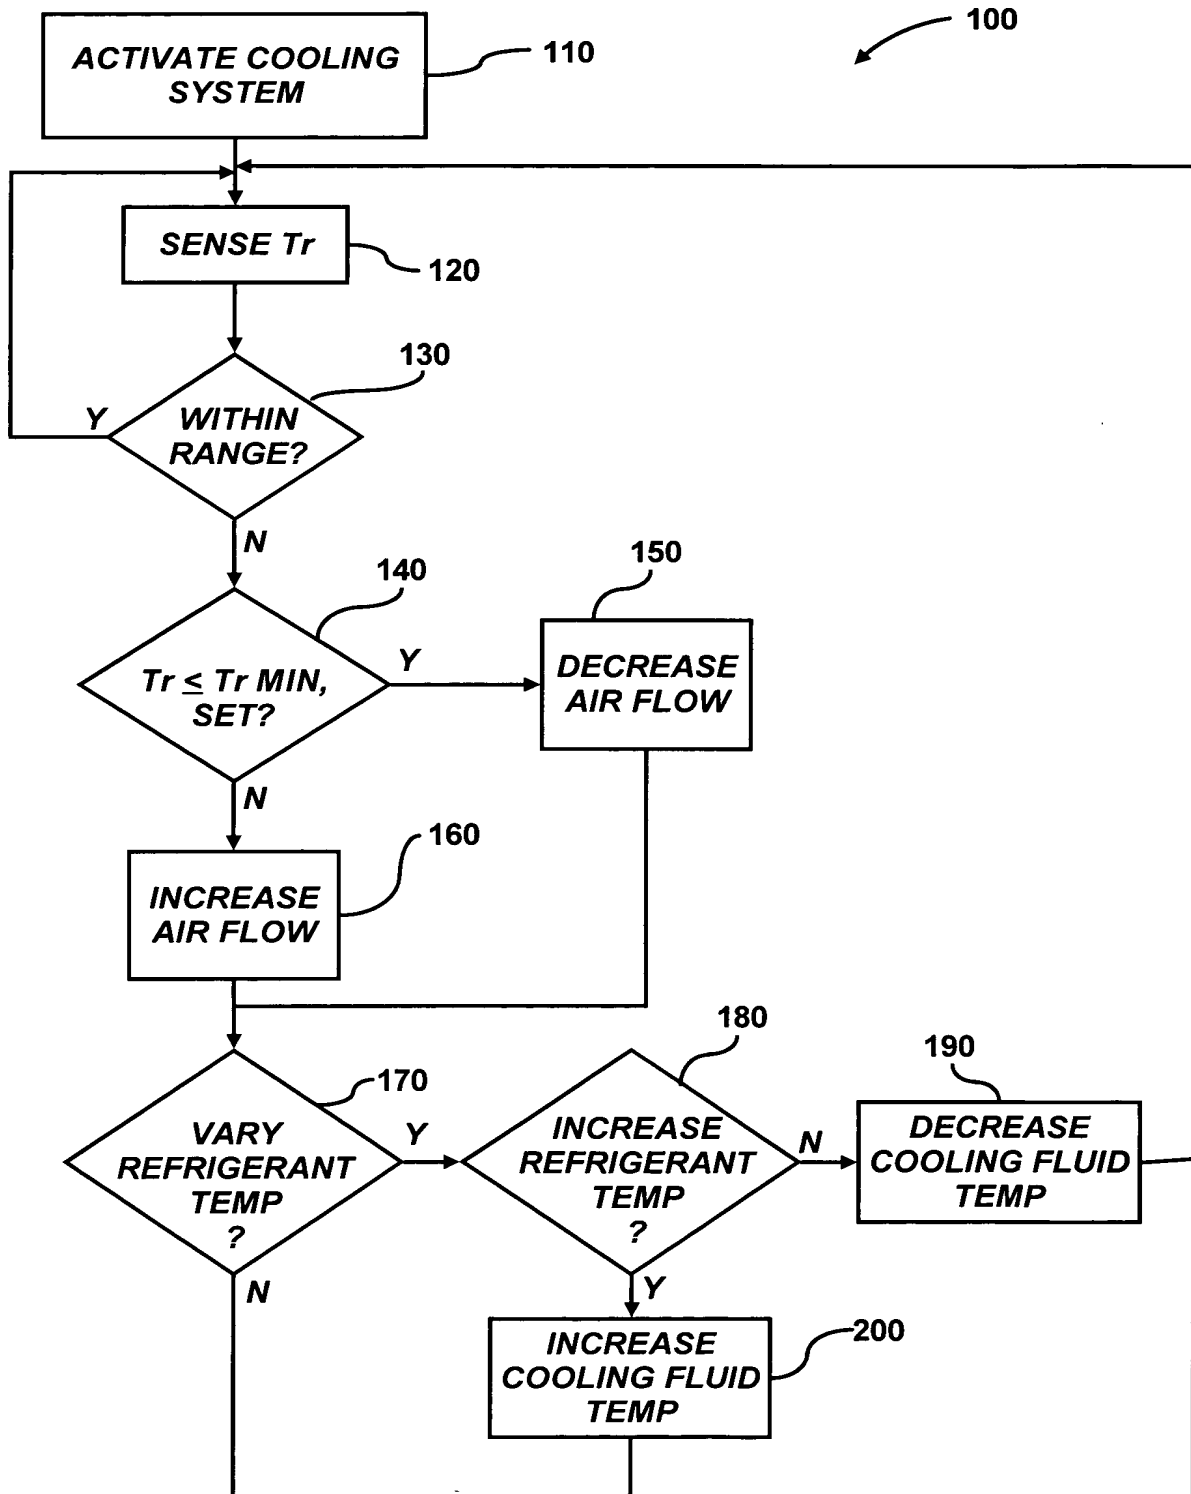 100
ACTIVATE COOLING
SYSTEM
110
SENSE Tr
120
130
Y
WITHIN
RANGE?
N
140
150
Tr ≤ Tr MIN,
SET?
Y
DECREASE
AIR FLOW
N
160
INCREASE
AIR FLOW
170
180
190
VARY
REFRIGERANT
TEMP
?
Y
INCREASE
REFRIGERANT
TEMP
?
N
DECREASE
COOLING FLUID
TEMP
N
Y
INCREASE
COOLING FLUID
TEMP
200